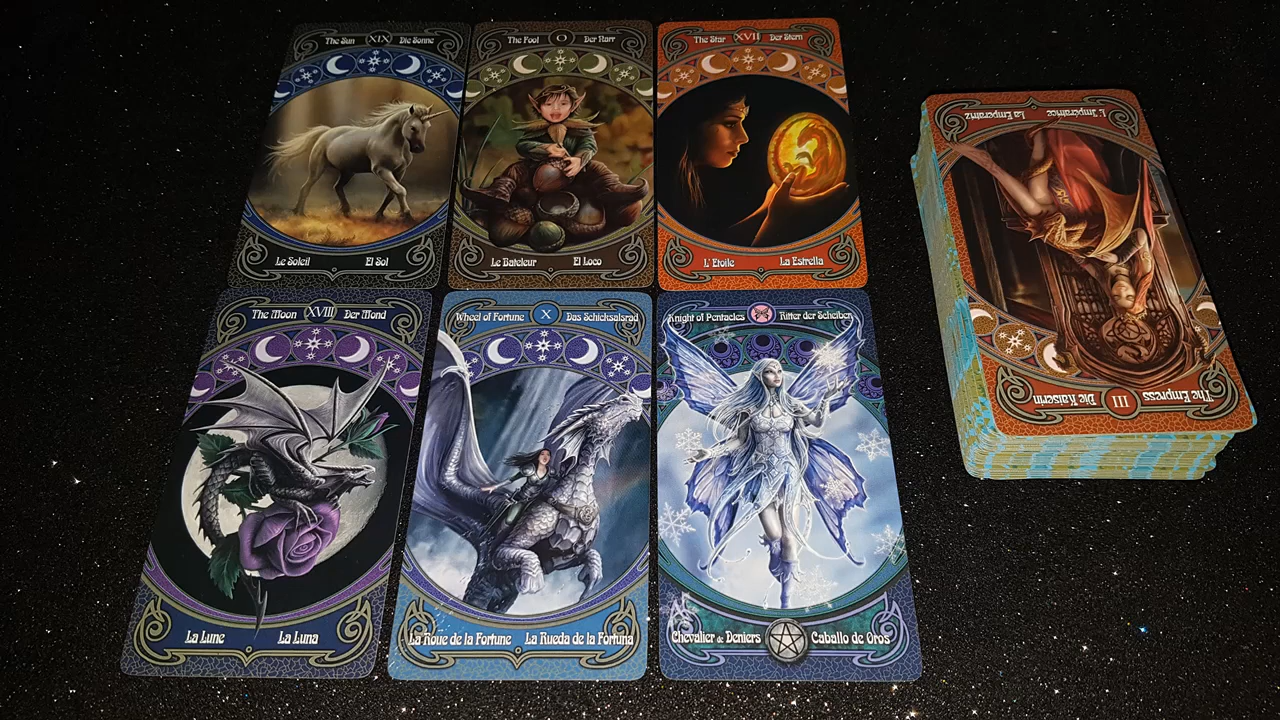 The Sun XIX Die Sonne
Le Soleil El Sol
The Fool O Der Narr
Le Bateleur El Loco
The Star XVII Der Stern
L'Etoile La Estrella
The Moon XVIII Der Mond
La Lune La Luna
Wheel of Fortune X Das Schicksalsrad
La Roue de la Fortune La Rueda de la Fortuna
Knight of Pentacles Ritter der Scheiben
Chevalier de Deniers Caballo de Oros
The Empress III Die Kaiserin
L'Impératrice La Emperatriz